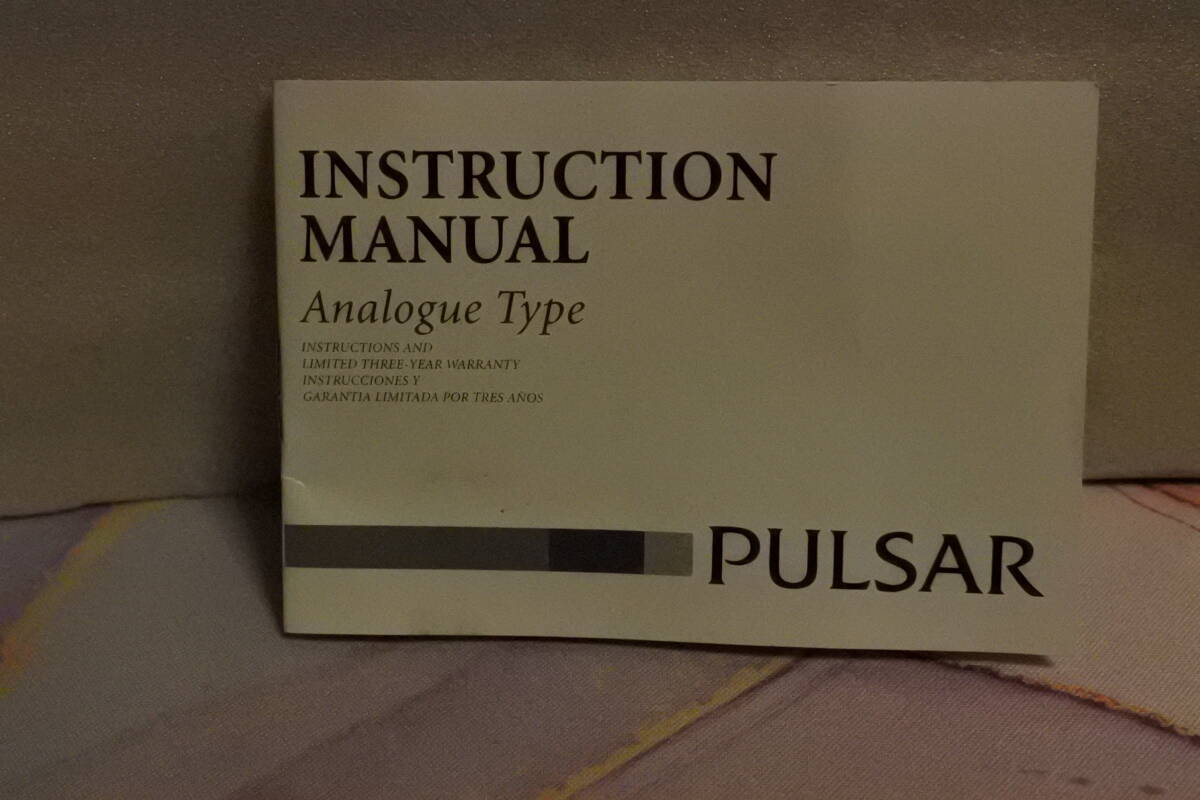 INSTRUCTION
MANUAL
Analogue Type
INSTRUCTIONS AND
LIMITED THREE-YEAR WARRANTY
INSTRUCCIONES Y
GARANTIA LIMITADA POR TRES AÑOS
PULSAR